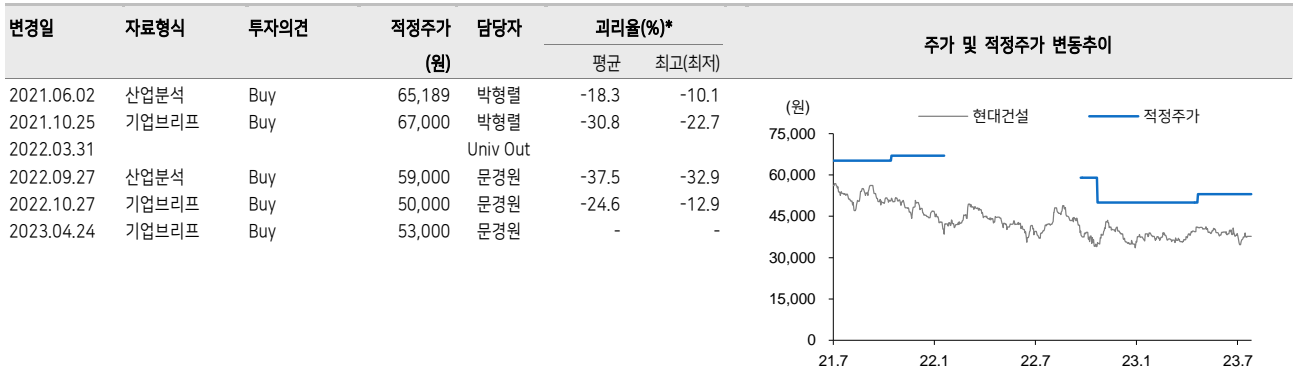 변경일 자료형식 투자의견 적정주가 담당자 괴리율(%)* 주가 및 적정주가 변동추이
(원) 평균 최고(최저)
2021.06.02 산업분석 Buy 65,189 박형렬 -18.3 -10.1
2021.10.25 기업브리프 Buy 67,000 박형렬 -30.8 -22.7
2022.03.31 Univ Out
2022.09.27 산업분석 Buy 59,000 문경원 -37.5 -32.9
2022.10.27 기업브리프 Buy 50,000 문경원 -24.6 -12.9
2023.04.24 기업브리프 Buy 53,000 문경원 - -
(원) 현대건설 적정주가
75,000
60,000
45,000
30,000
15,000
0
21.7 22.1 22.7 23.1 23.7